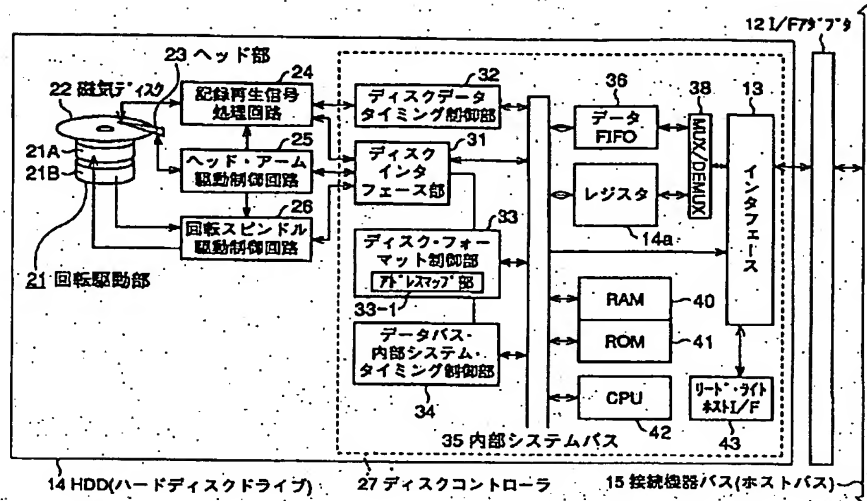 12 I/Fアダプタ
23 ヘッド部
22 磁気ディスク
24
記録再生信号
処理回路
32
ディスクデータ
タイミング制御部
36
データ
FIFO
38
MUX/DEMUX
13
インタフェース
21A
21B
25
ヘッド・アーム
駆動制御回路
31
ディスク
インタ
フェース部
レジスタ
14a
26
回転スピンドル
駆動制御回路
21 回転駆動部
33
ディスク・フォー
マット制御部
アドレスマップ部
33-1
RAM
40
ROM
41
データバス・
内部システム・
タイミング制御部
34
CPU
42
リード・ライト
ホストI/F
43
35 内部システムバス
14 HDD(ハードディスクドライブ)
27 ディスクコントローラ
15 接続機器バス(ホストバス)